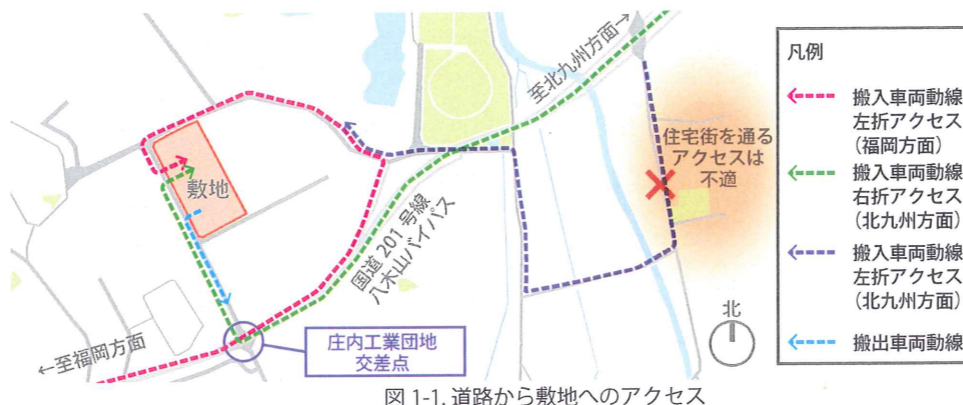 至北九州方面→
住宅街を通る
アクセスは
不適
敷地
国道 201 号線
八木山バイパス
庄内工業団地
交差点
←至福岡方面
北
凡例
搬入車両動線
左折アクセス
（福岡方面）
搬入車両動線
右折アクセス
（北九州方面）
搬入車両動線
左折アクセス
（北九州方面）
搬出車両動線
図 1-1. 道路から敷地へのアクセス